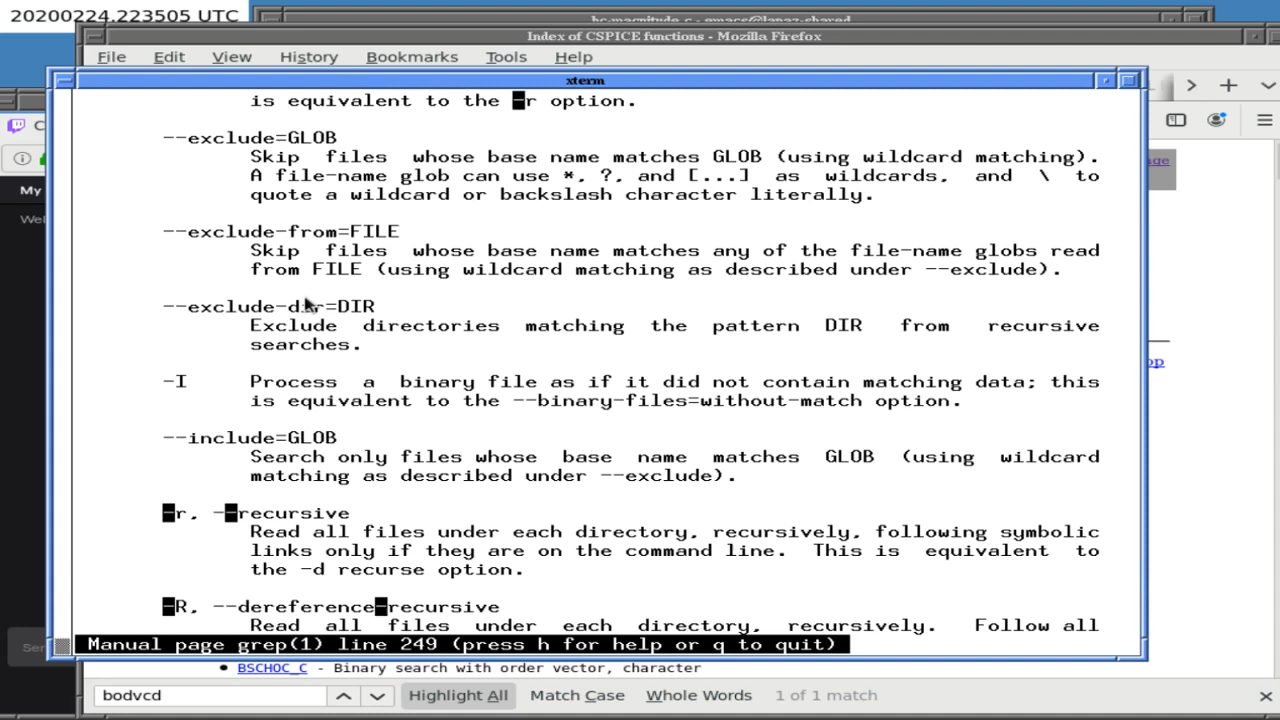 20200224.223505 UTC
bc-magnitude.c - emacs@lapaz-shared
Index of CSPICE functions - Mozilla Firefox
File Edit View History Bookmarks Tools Help
xterm
is equivalent to the -r option.
--exclude=GLOB
Skip files whose base name matches GLOB (using wildcard matching).
A file-name glob can use *, ?, and [...] as wildcards, and \ to
quote a wildcard or backslash character literally.
--exclude-from=FILE
Skip files whose base name matches any of the file-name globs read
from FILE (using wildcard matching as described under --exclude).
--exclude-dir=DIR
Exclude directories matching the pattern DIR from recursive
searches.
-I Process a binary file as if it did not contain matching data; this
is equivalent to the --binary-files=without-match option.
--include=GLOB
Search only files whose base name matches GLOB (using wildcard
matching as described under --exclude).
-r, --recursive
Read all files under each directory, recursively, following symbolic
links only if they are on the command line. This is equivalent to
the -d recurse option.
-R, --dereference-recursive
Read all files under each directory, recursively. Follow all
Manual page grep(1) line 249 (press h for help or q to quit)
My
Wel
Ser
• BSCHOC_C - Binary search with order vector, character
bodvcd Highlight All Match Case Whole Words 1 of 1 match